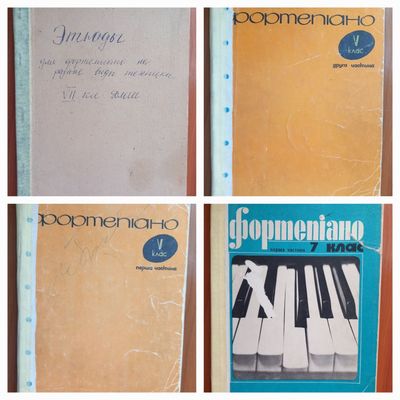 Этюды
для фортепиано на
разные виды техники
VII кл ДМШ
фортепіано
V
клас
друга частина
фортепіано
V
клас
перша частина
фортепіано
перша частина 7 клас